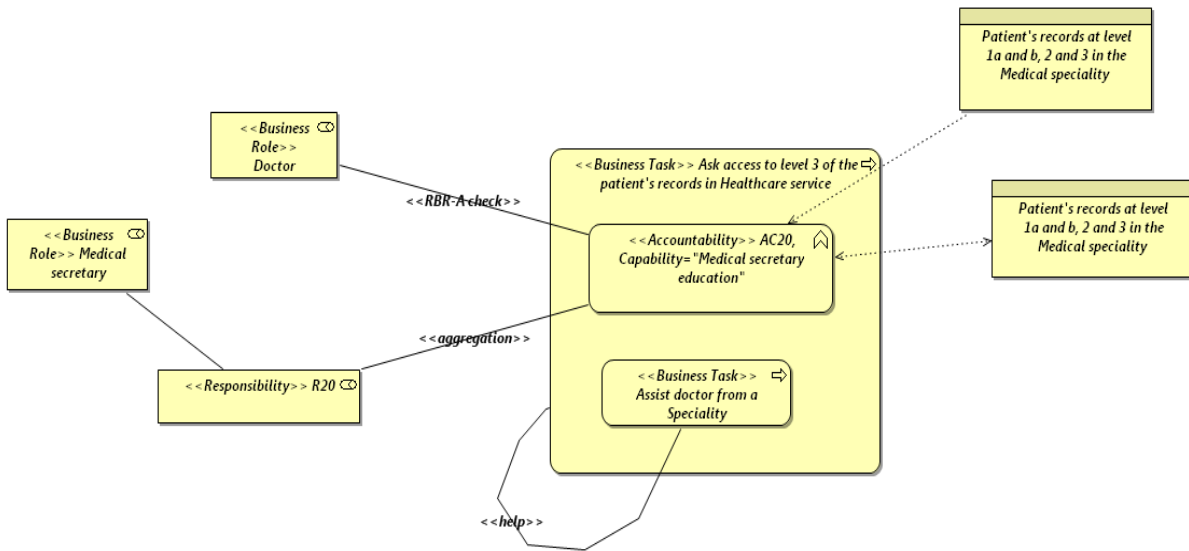 Patient's records at level
1a and b, 2 and 3 in the
Medical speciality
<<Business
Role>>
Doctor
<<Business Task>> Ask access to level 3 of the
patient's records in Healthcare service
<<RBR-A check>>
Patient's records at level
1a and b, 2 and 3 in the
Medical speciality
<<Business
Role>> Medical
secretary
<<Accountability>> AC20,
Capability="Medical secretary
education"
<<aggregation>>
<<Responsibility>> R20
<<Business Task>>
Assist doctor from a
Speciality
<<help>>